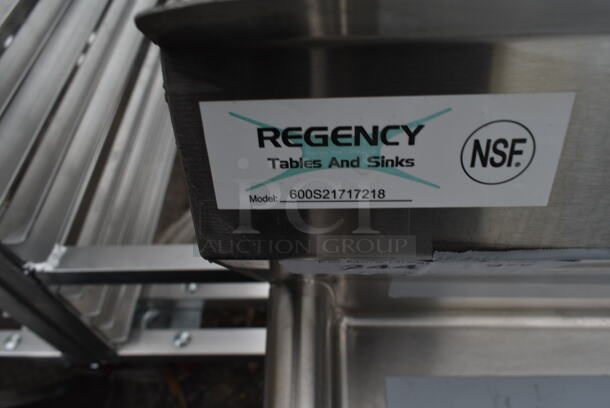 REGENCY
Tables And Sinks
NSF.
Model: 600S21717218
PCI
AUCTION GROUP